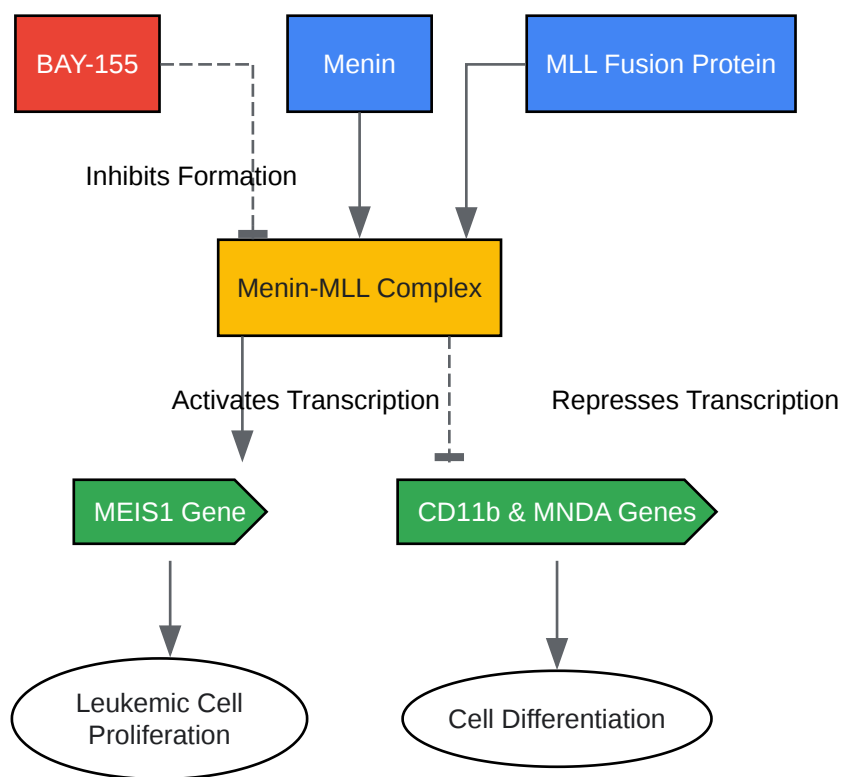 BAY-155
Menin
MLL Fusion Protein
Inhibits Formation
Menin-MLL Complex
Activates Transcription
Represses Transcription
MEIS1 Gene
CD11b & MNDA Genes
Leukemic Cell
Proliferation
Cell Differentiation